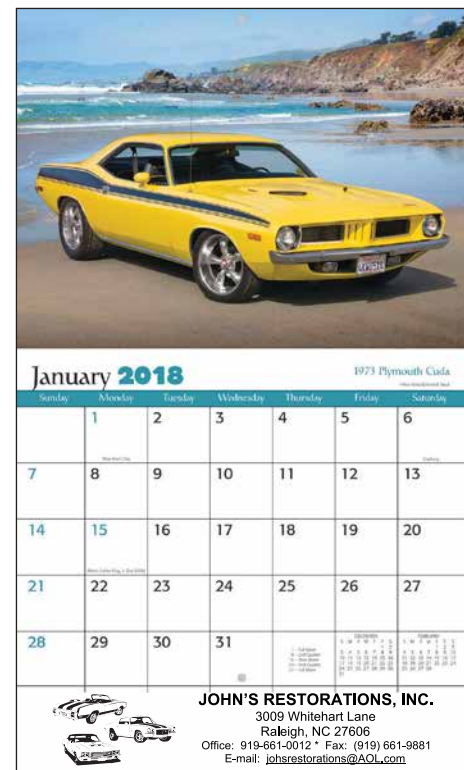 January 2018
1973 Plymouth Cuda
Sunday Monday Tuesday Wednesday Thursday Friday Saturday
1 2 3 4 5 6
New Year's Day
7 8 9 10 11 12 13
14 15 16 17 18 19 20
21 22 23 24 25 26 27
28 29 30 31
JOHN'S RESTORATIONS, INC.
3009 Whitehart Lane
Raleigh, NC 27606
Office: 919-661-0012 * Fax: (919) 661-9881
E-mail: johsrestorations@AOL.com